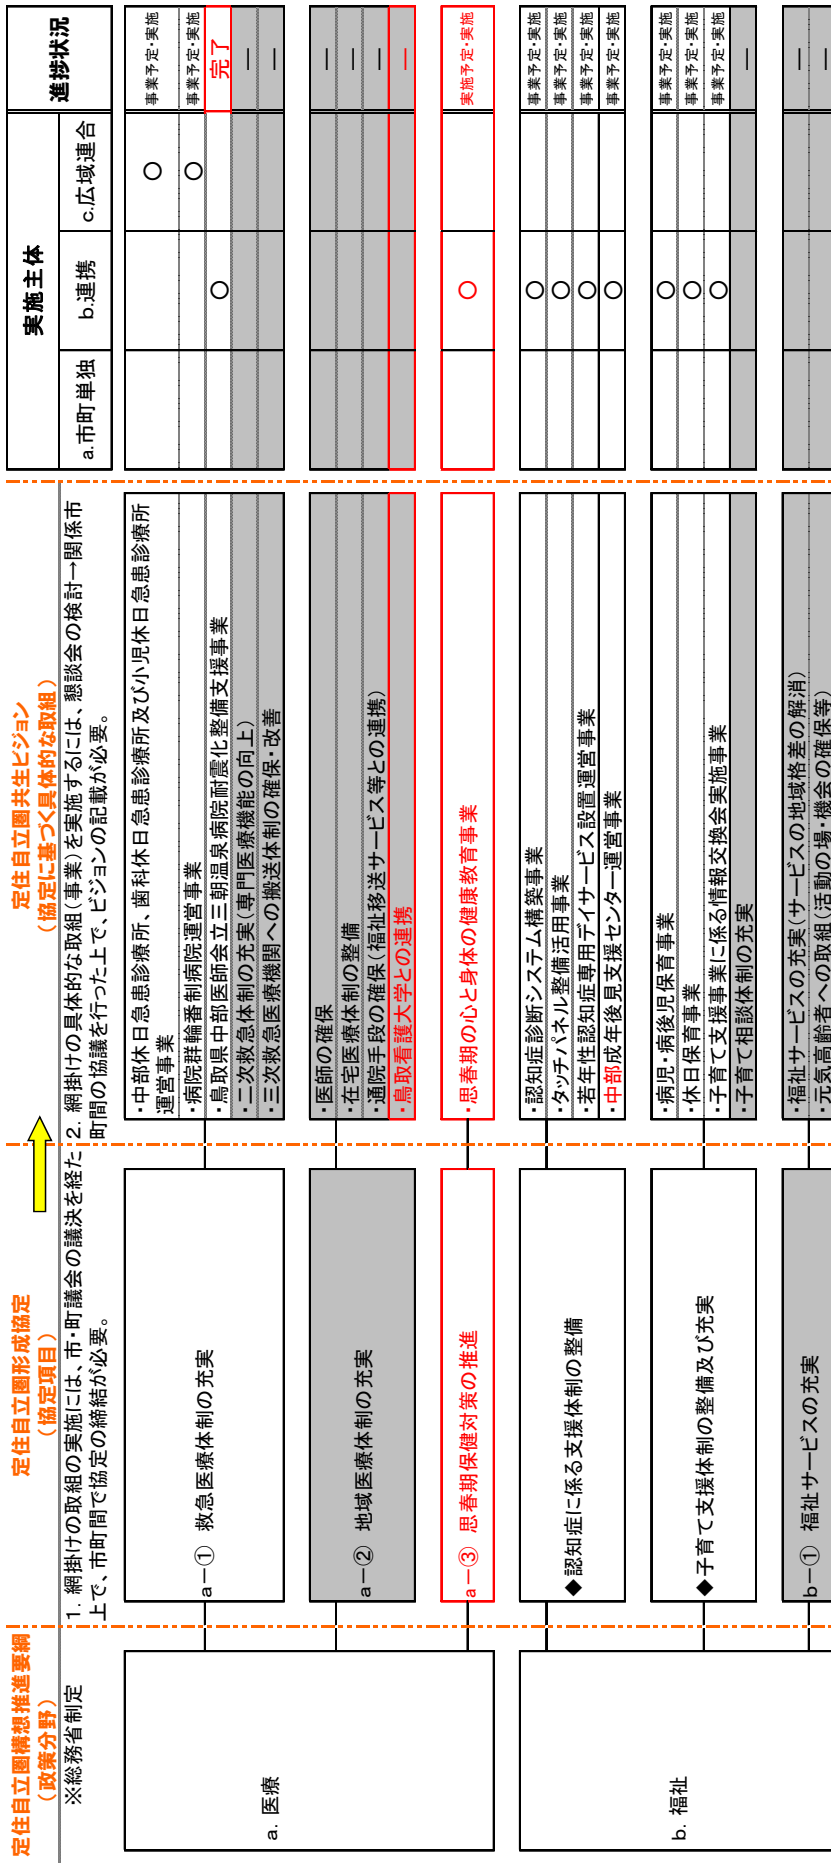 定住自立圏構想推進要綱
（政策分野）
※総務省制定
定住自立圏形成協定
（協定項目）
1. 網掛けの取組の実施には、市・町議会の議決を経た
上で、市町間で協定の締結が必要。
定住自立圏共生ビジョン
（協定に基づく具体的な取組）
2. 網掛けの具体的な取組（事業）を実施するには、懇談会の検討→関係市
町間の協議を行った上で、ビジョンの記載が必要。
実施主体
進捗状況
a.市町単独
b.連携
c.広域連合
a. 医療
a－① 救急医療体制の充実
・中部休日急患診療所、歯科休日急患診療所及び小児休日急患診療所
運営事業
○
事業予定・実施
・病院群輪番制病院運営事業
○
事業予定・実施
・鳥取県中部医師会立三朝温泉病院耐震化整備支援事業
○
完了
・二次救急体制の充実（専門医療機能の向上）
―
・三次救急医療機関への搬送体制の確保・改善
―
a－② 地域医療体制の充実
・医師の確保
―
・在宅医療体制の整備
―
・通院手段の確保（福祉移送サービス等との連携）
―
・鳥取看護大学との連携
―
a－③ 思春期保健対策の推進
・思春期の心と身体の健康教育事業
○
実施予定・実施
b. 福祉
◆認知症に係る支援体制の整備
・認知症診断システム構築事業
○
事業予定・実施
・タッチパネル整備活用事業
○
事業予定・実施
・若年性認知症専用デイサービス設置運営事業
○
事業予定・実施
・中部成年後見支援センター運営事業
○
事業予定・実施
◆子育て支援体制の整備及び充実
・病児・病後児保育事業
○
事業予定・実施
・休日保育事業
○
事業予定・実施
・子育て支援事業に係る情報交換会実施事業
○
事業予定・実施
・子育て相談体制の充実
―
b－① 福祉サービスの充実
・福祉サービスの充実（サービスの地域格差の解消）
―
・元気高齢者への取組（活動の場・機会の確保等）
―